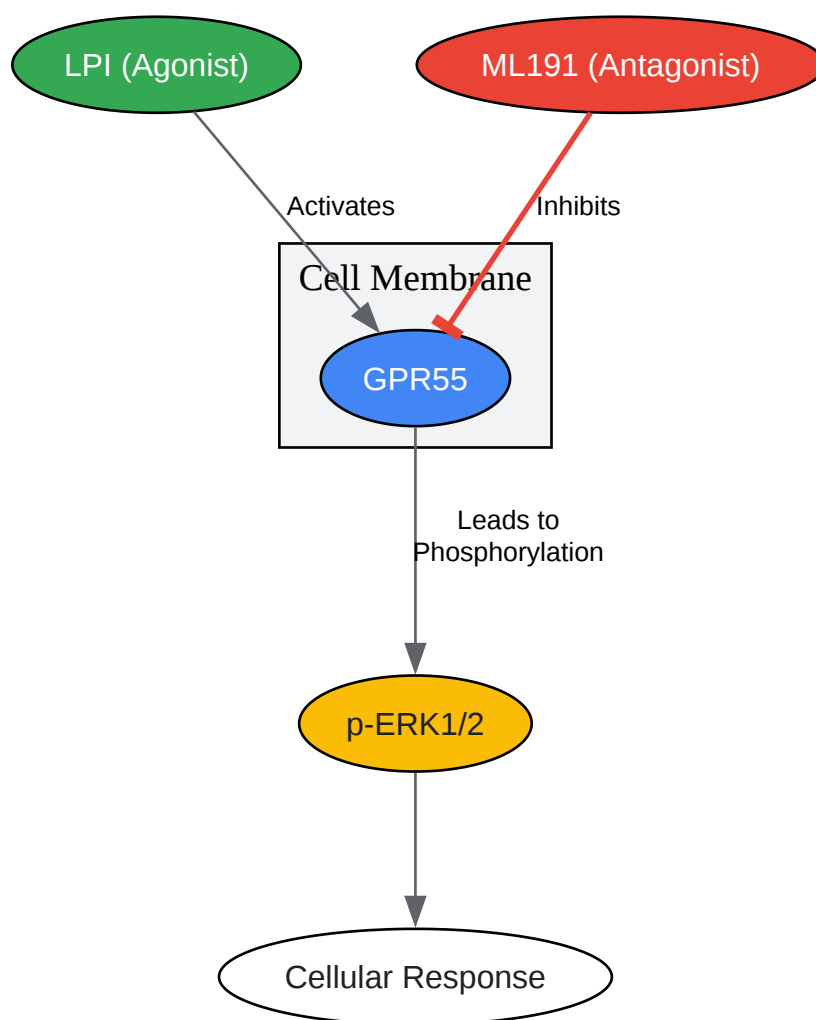 LPI (Agonist)
ML191 (Antagonist)
Activates
Inhibits
Cell Membrane
GPR55
Leads to
Phosphorylation
p-ERK1/2
Cellular Response